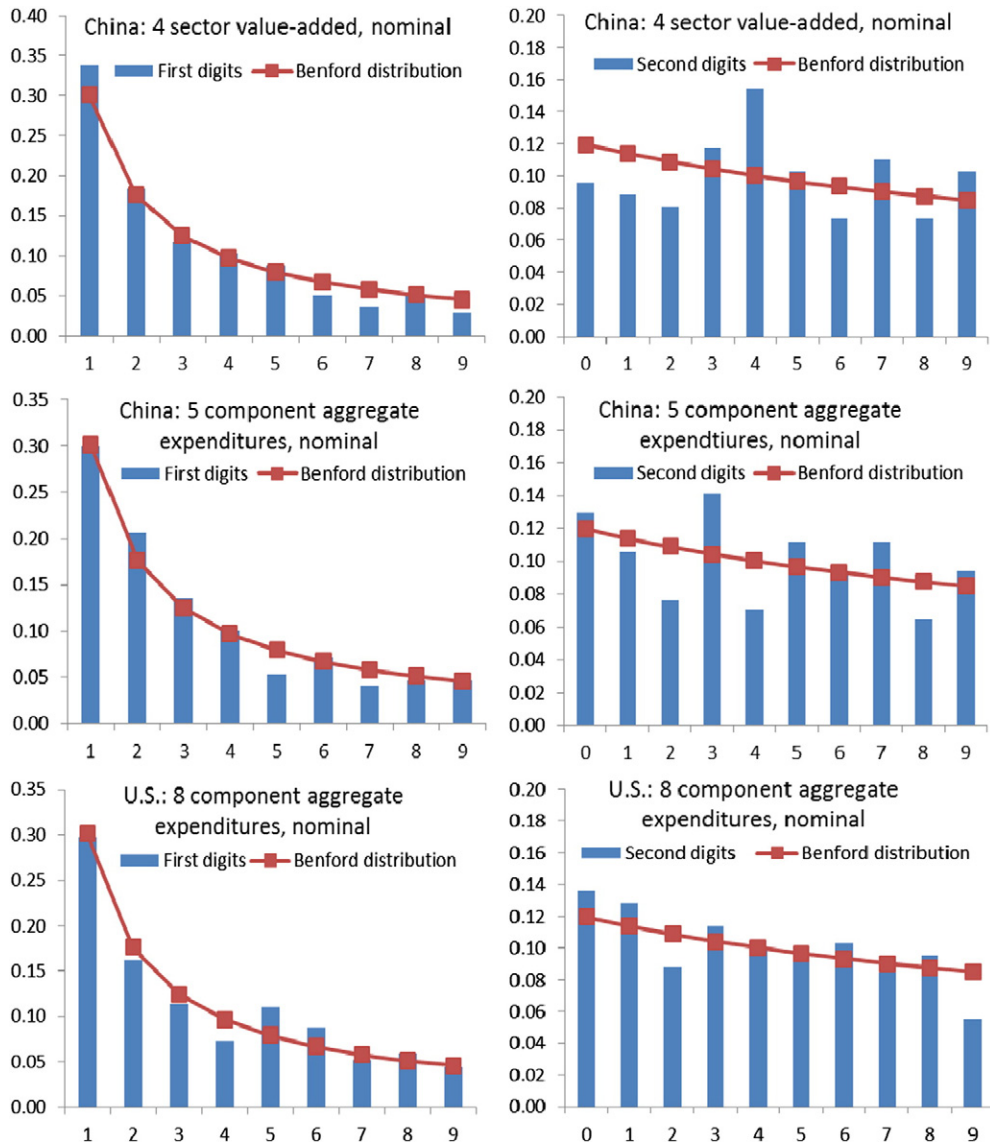 China: 4 sector value-added, nominal
First digits
Benford distribution
0.40
0.35
0.30
0.25
0.20
0.15
0.10
0.05
0.00
1 2 3 4 5 6 7 8 9
China: 4 sector value-added, nominal
Second digits
Benford distribution
0.20
0.18
0.16
0.14
0.12
0.10
0.08
0.06
0.04
0.02
0.00
0 1 2 3 4 5 6 7 8 9
China: 5 component aggregate
expenditures, nominal
First digits
Benford distribution
0.35
0.30
0.25
0.20
0.15
0.10
0.05
0.00
1 2 3 4 5 6 7 8 9
China: 5 component aggregate
expendtiures, nominal
Second digits
Benford distribution
0.20
0.18
0.16
0.14
0.12
0.10
0.08
0.06
0.04
0.02
0.00
0 1 2 3 4 5 6 7 8 9
U.S.: 8 component aggregate
expenditures, nominal
First digits
Benford distribution
0.35
0.30
0.25
0.20
0.15
0.10
0.05
0.00
1 2 3 4 5 6 7 8 9
U.S.: 8 component aggregate
expenditures, nominal
Second digits
Benford distribution
0.20
0.18
0.16
0.14
0.12
0.10
0.08
0.06
0.04
0.02
0.00
0 1 2 3 4 5 6 7 8 9